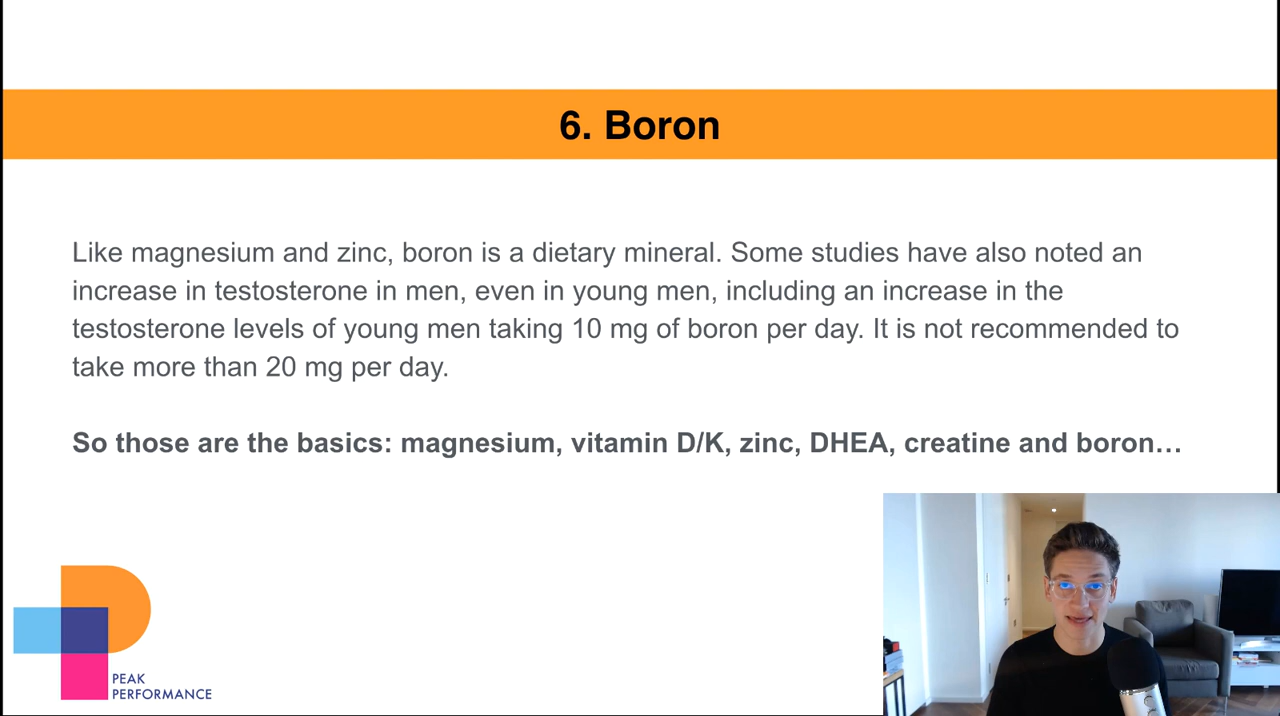 6. Boron
Like magnesium and zinc, boron is a dietary mineral. Some studies have also noted an
increase in testosterone in men, even in young men, including an increase in the
testosterone levels of young men taking 10 mg of boron per day. It is not recommended to
take more than 20 mg per day.
So those are the basics: magnesium, vitamin D/K, zinc, DHEA, creatine and boron…
PEAK
PERFORMANCE